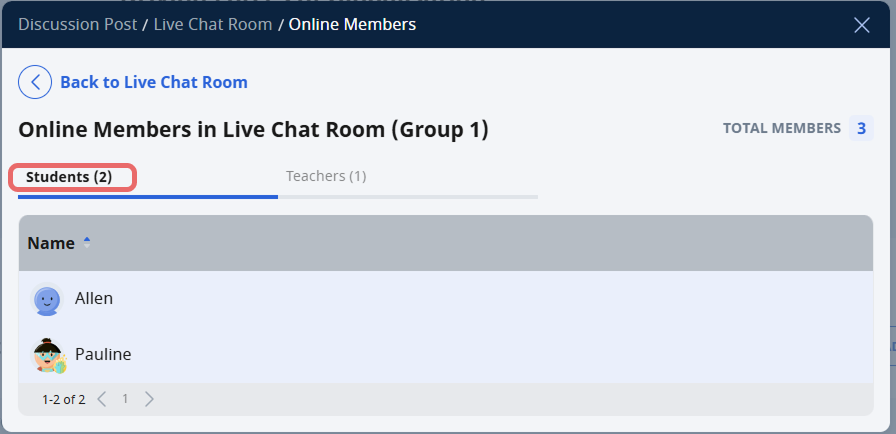 Discussion Post / Live Chat Room / Online Members
Back to Live Chat Room
Online Members in Live Chat Room (Group 1)
TOTAL MEMBERS 3
Students (2) Teachers (1)
Name
Allen
Pauline
1-2 of 2 1